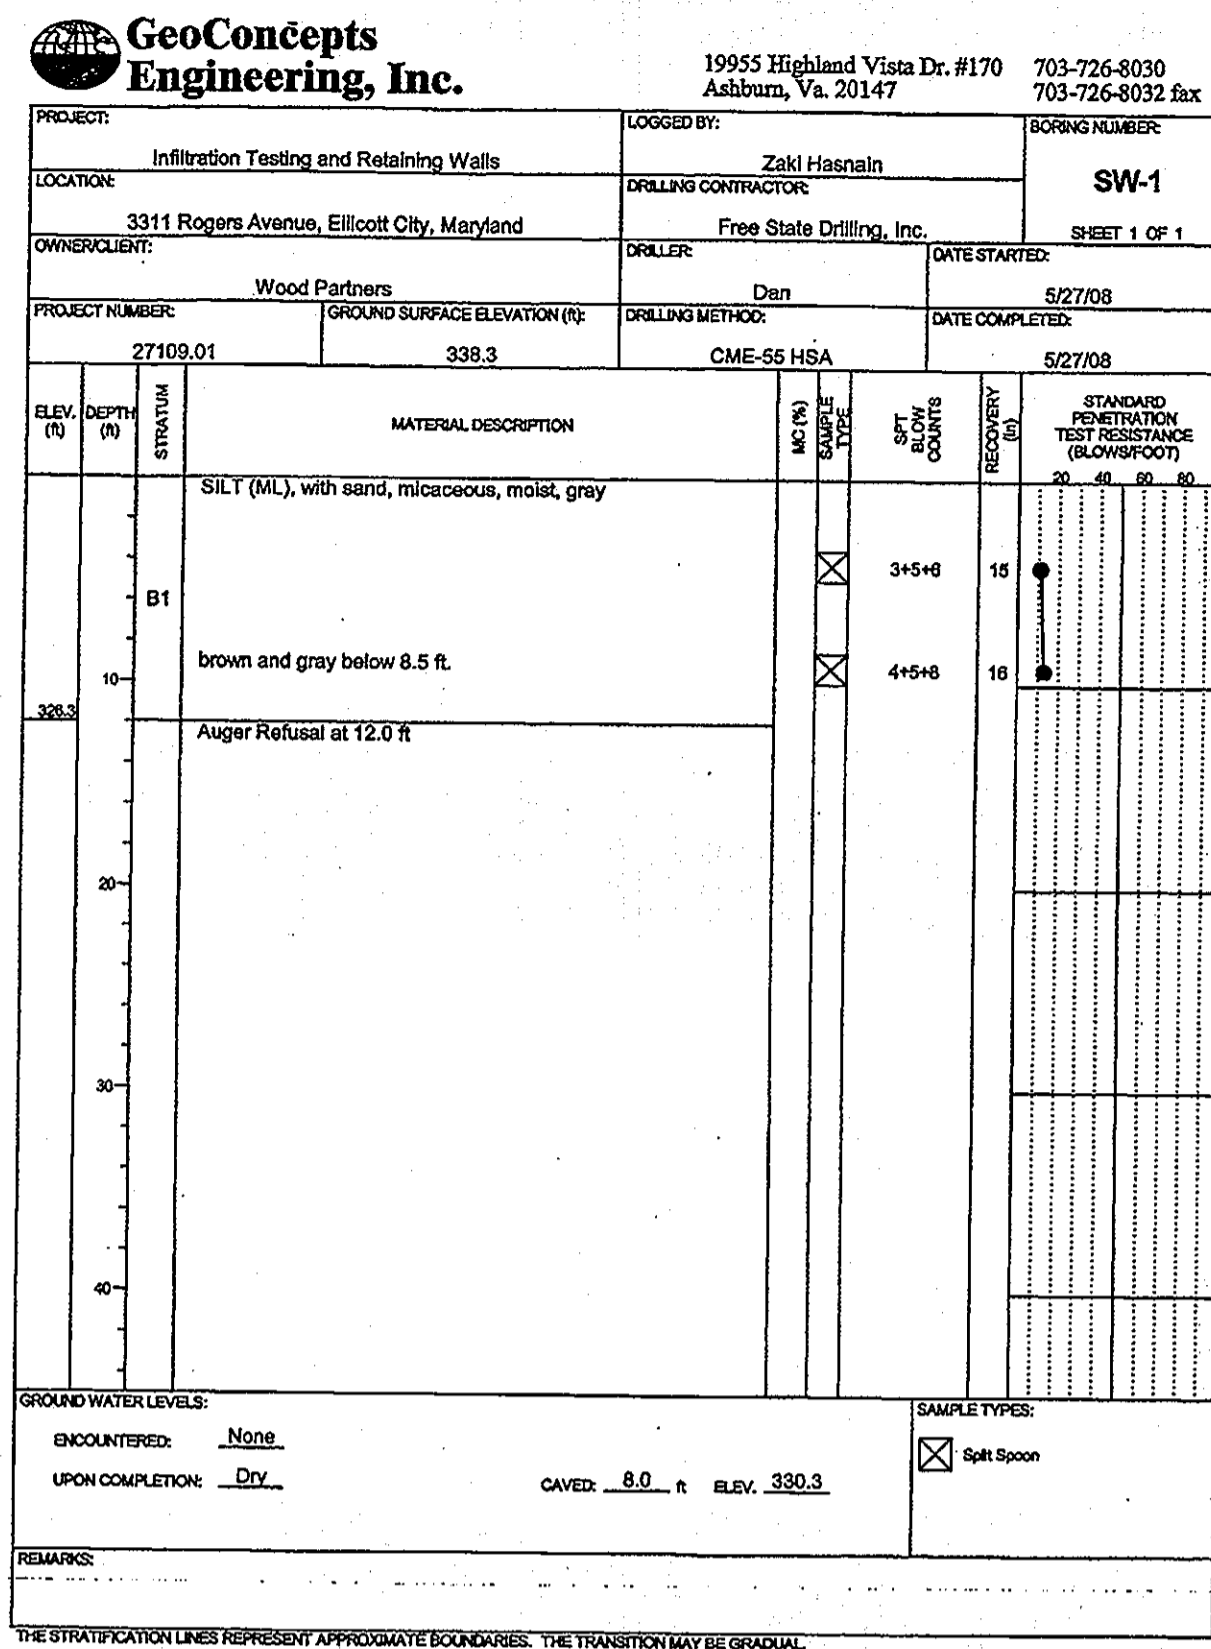 GeoConcepts
Engineering, Inc.
19955 Highland Vista Dr. #170 703-726-8030
Ashburn, Va. 20147 703-726-8032 fax
PROJECT:
Infiltration Testing and Retaining Walls
LOGGED BY:
Zaki Hasnain
BORING NUMBER:
SW-1
SHEET 1 OF 1
LOCATION:
3311 Rogers Avenue, Ellicott City, Maryland
DRILLING CONTRACTOR:
Free State Drilling, Inc.
OWNER/CLIENT:
Wood Partners
DRILLER:
Dan
DATE STARTED:
5/27/08
PROJECT NUMBER:
27109.01
GROUND SURFACE ELEVATION (ft):
338.3
DRILLING METHOD:
CME-55 HSA
DATE COMPLETED:
5/27/08
ELEV. (ft)
DEPTH (ft)
STRATUM
MATERIAL DESCRIPTION
MC (%)
SAMPLE TYPE
SPT BLOW COUNTS
RECOVERY (in)
STANDARD
PENETRATION
TEST RESISTANCE
(BLOWS/FOOT)
20 40 60 80
SILT (ML), with sand, micaceous, moist, gray
3+5+6 15
B1
brown and gray below 8.5 ft.
10
4+5+8 16
326.3
Auger Refusal at 12.0 ft
20
30
40
GROUND WATER LEVELS:
ENCOUNTERED: None
UPON COMPLETION: Dry
CAVED: 8.0 ft ELEV. 330.3
SAMPLE TYPES:
Split Spoon
REMARKS:
THE STRATIFICATION LINES REPRESENT APPROXIMATE BOUNDARIES. THE TRANSITION MAY BE GRADUAL.